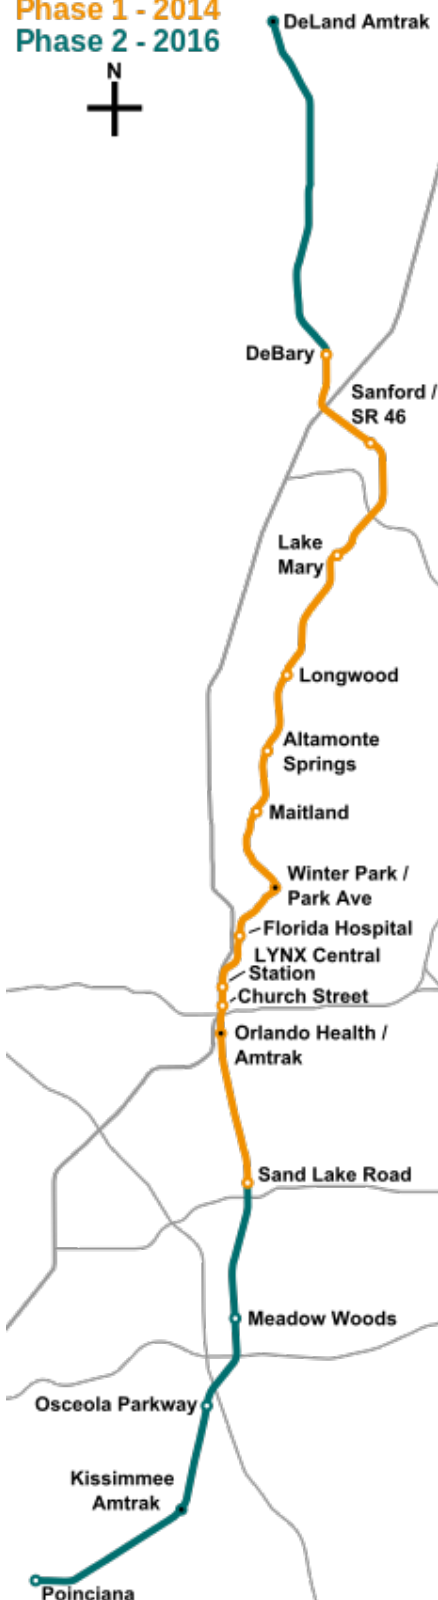 Phase 1 - 2014
Phase 2 - 2016
N
DeLand Amtrak
DeBary
Sanford /
SR 46
Lake
Mary
Longwood
Altamonte
Springs
Maitland
Winter Park /
Park Ave
Florida Hospital
LYNX Central
Station
Church Street
Orlando Health /
Amtrak
Sand Lake Road
Meadow Woods
Osceola Parkway
Kissimmee
Amtrak
Poinciana